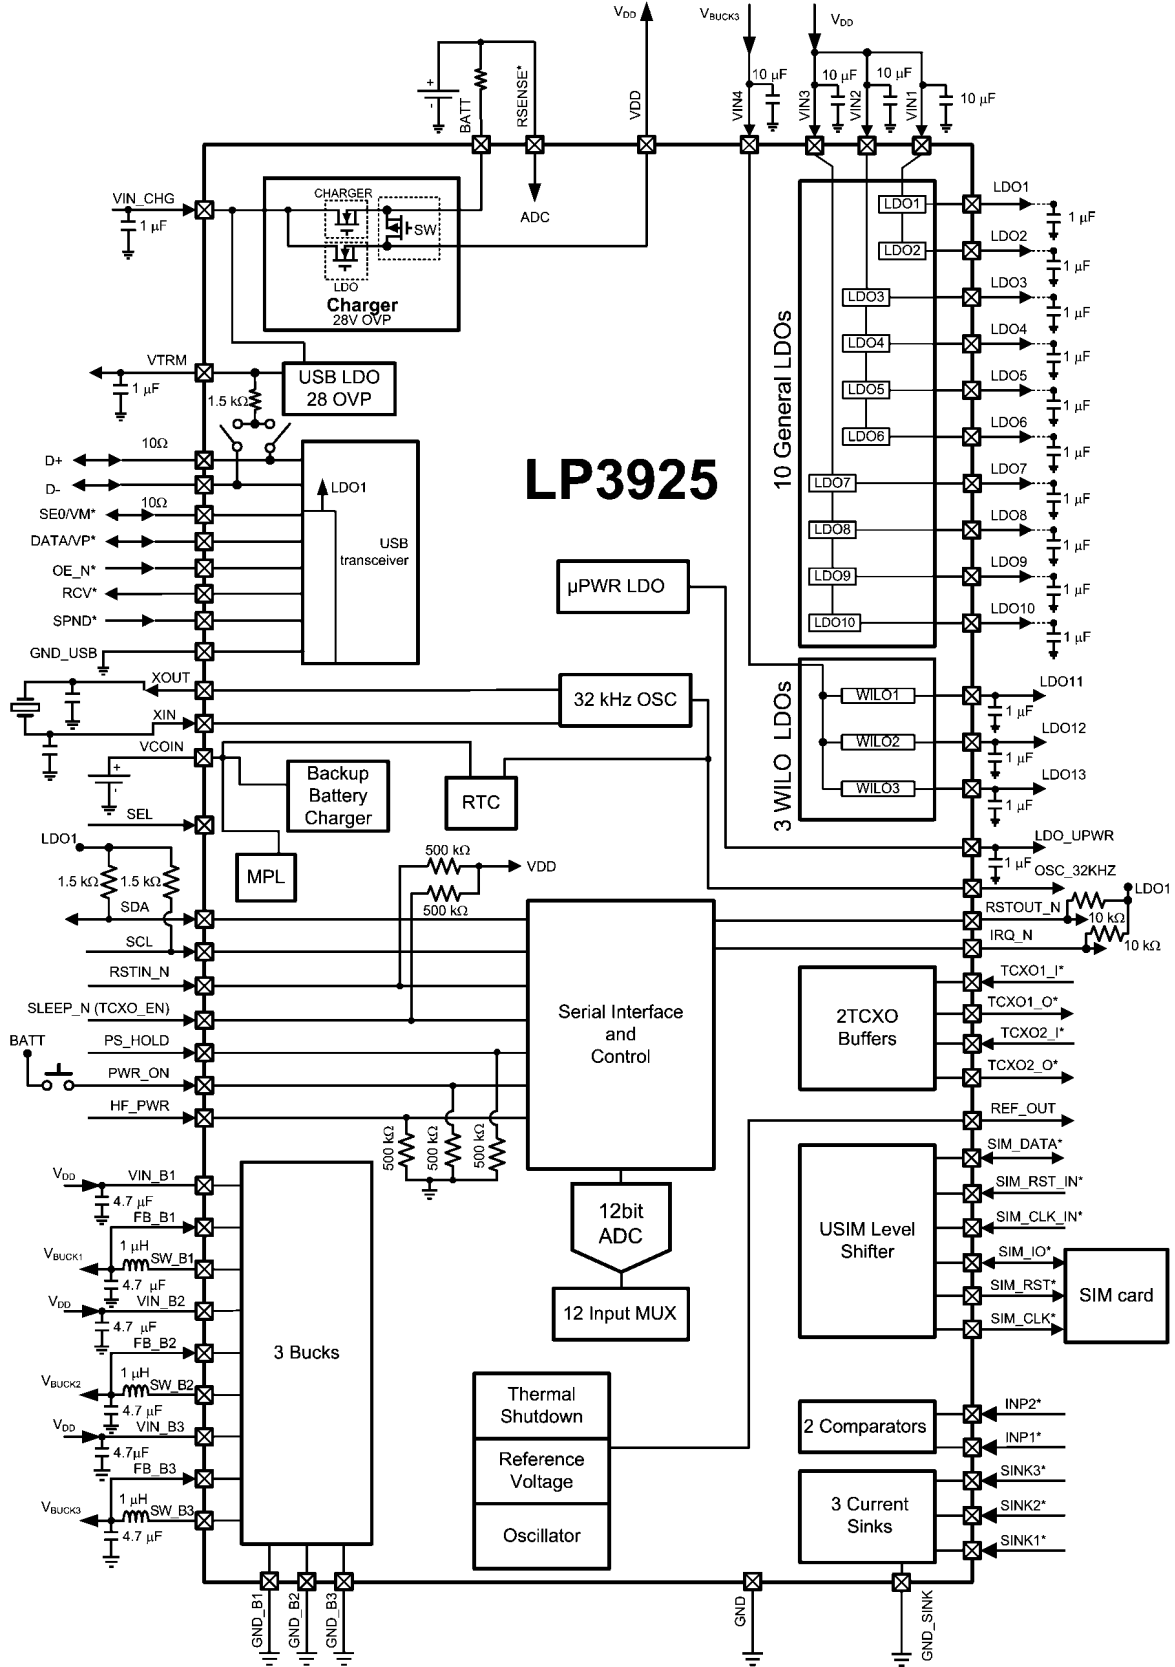 VDD
VBUCK3
VDD
10 µF
10 µF
10 µF
10 µF
+
-
BATT
RSENSE*
VDD
VIN4
VIN3
VIN2
VIN1
VIN_CHG
1 µF
CHARGER
SW
LDO
Charger
28V OVP
ADC
LDO1
LDO2
LDO3
LDO4
LDO5
LDO6
LDO7
LDO8
LDO9
LDO10
10 General LDOs
LDO1
1 µF
LDO2
1 µF
LDO3
1 µF
LDO4
1 µF
LDO5
1 µF
LDO6
1 µF
LDO7
1 µF
LDO8
1 µF
LDO9
1 µF
LDO10
1 µF
VTRM
1 µF
1.5 kΩ
USB LDO
28 OVP
LP3925
D+
10Ω
D-
LDO1
SE0/VM*
10Ω
DATA/VP*
USB
transceiver
OE_N*
RCV*
SPND*
GND_USB
µPWR LDO
XOUT
XIN
32 kHz OSC
3 WILO LDOs
WILO1
WILO2
WILO3
LDO11
1 µF
LDO12
1 µF
LDO13
1 µF
VCOIN
+
-
Backup
Battery
Charger
RTC
SEL
LDO1
MPL
1.5 kΩ
1.5 kΩ
500 kΩ
VDD
500 kΩ
LDO_UPWR
1 µF
OSC_32KHZ
LDO1
RSTOUT_N
10 kΩ
IRQ_N
10 kΩ
SDA
SCL
RSTIN_N
SLEEP_N (TCXO_EN)
BATT
PS_HOLD
PWR_ON
HF_PWR
500 kΩ
500 kΩ
500 kΩ
Serial Interface
and
Control
2TCXO
Buffers
TCXO1_I*
TCXO1_O*
TCXO2_I*
TCXO2_O*
REF_OUT
12bit
ADC
12 Input MUX
USIM Level
Shifter
SIM_DATA*
SIM_RST_IN*
SIM_CLK_IN*
SIM_IO*
SIM_RST*
SIM_CLK*
SIM card
VDD
VIN_B1
4.7 µF
FB_B1
VBUCK1
1 µH
SW_B1
4.7 µF
VDD
VIN_B2
4.7 µF
FB_B2
VBUCK2
1 µH
SW_B2
4.7 µF
VDD
VIN_B3
4.7µF
FB_B3
VBUCK3
1 µH
SW_B3
4.7 µF
3 Bucks
Thermal
Shutdown
Reference
Voltage
Oscillator
2 Comparators
INP2*
INP1*
3 Current
Sinks
SINK3*
SINK2*
SINK1*
GND_B1
GND_B2
GND_B3
GND
GND_SINK